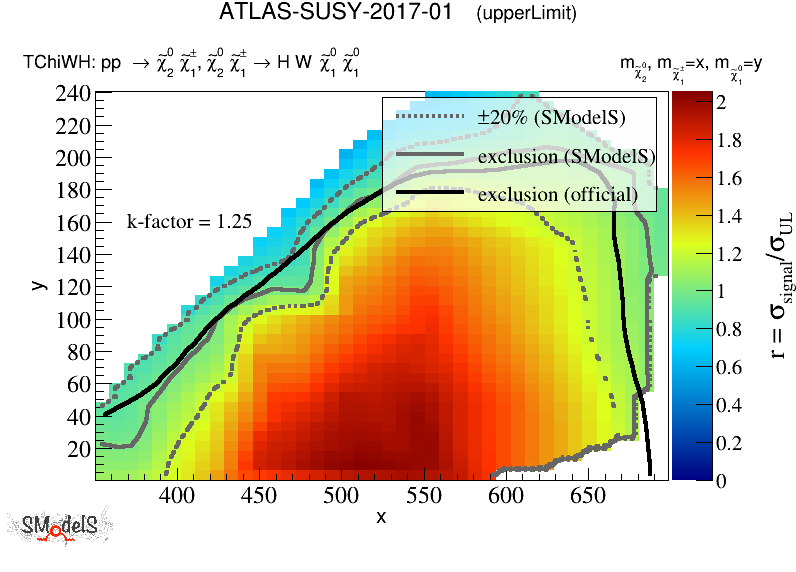 ATLAS-SUSY-2017-01 (upperLimit)
TChiWH: pp → χ̃⁰₂ χ̃±₁, χ̃⁰₂ χ̃±₁ → H W χ̃⁰₁ χ̃⁰₁
m_χ̃⁰₂, m_χ̃±₁=x, m_χ̃⁰₁=y
±20% (SModelS)
exclusion (SModelS)
exclusion (official)
k-factor = 1.25
240
220
200
180
160
140
120
100
80
60
40
20
y
400 450 500 550 600 650
x
2
1.8
1.6
1.4
1.2
1
0.8
0.6
0.4
0.2
0
r = σ_signal/σ_UL
SModelS